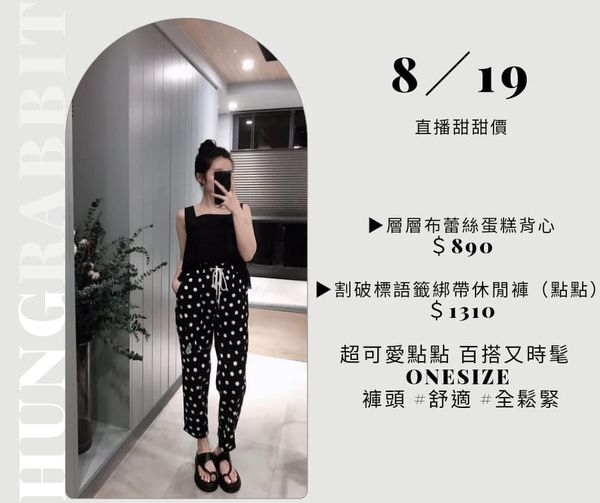 HUNGRABBIT
8／19
直播甜甜價
▶層層布蕾絲蛋糕背心
＄890
▶割破標語籤綁帶休閒褲（點點）
＄1310
超可愛點點 百搭又時髦
ONESIZE
褲頭 #舒適 #全鬆緊